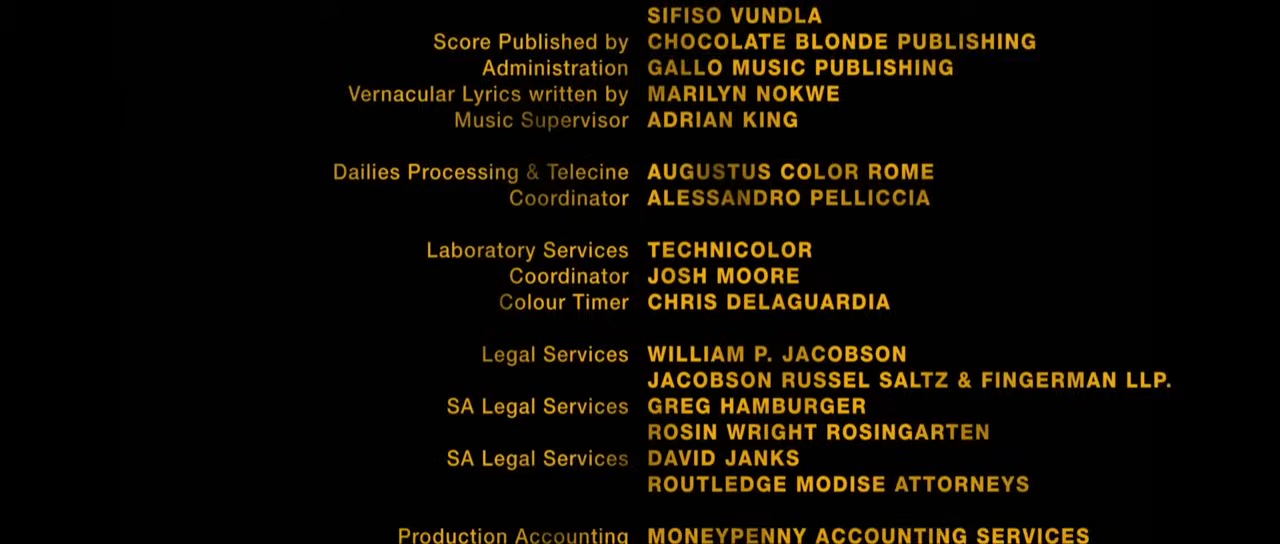 SIFISO VUNDLA
Score Published by CHOCOLATE BLONDE PUBLISHING
Administration GALLO MUSIC PUBLISHING
Vernacular Lyrics written by MARILYN NOKWE
Music Supervisor ADRIAN KING
Dailies Processing & Telecine AUGUSTUS COLOR ROME
Coordinator ALESSANDRO PELLICCIA
Laboratory Services TECHNICOLOR
Coordinator JOSH MOORE
Colour Timer CHRIS DELAGUARDIA
Legal Services WILLIAM P. JACOBSON
JACOBSON RUSSEL SALTZ & FINGERMAN LLP.
SA Legal Services GREG HAMBURGER
ROSIN WRIGHT ROSINGARTEN
SA Legal Services DAVID JANKS
ROUTLEDGE MODISE ATTORNEYS
Production Accounting MONEYPENNY ACCOUNTING SERVICES